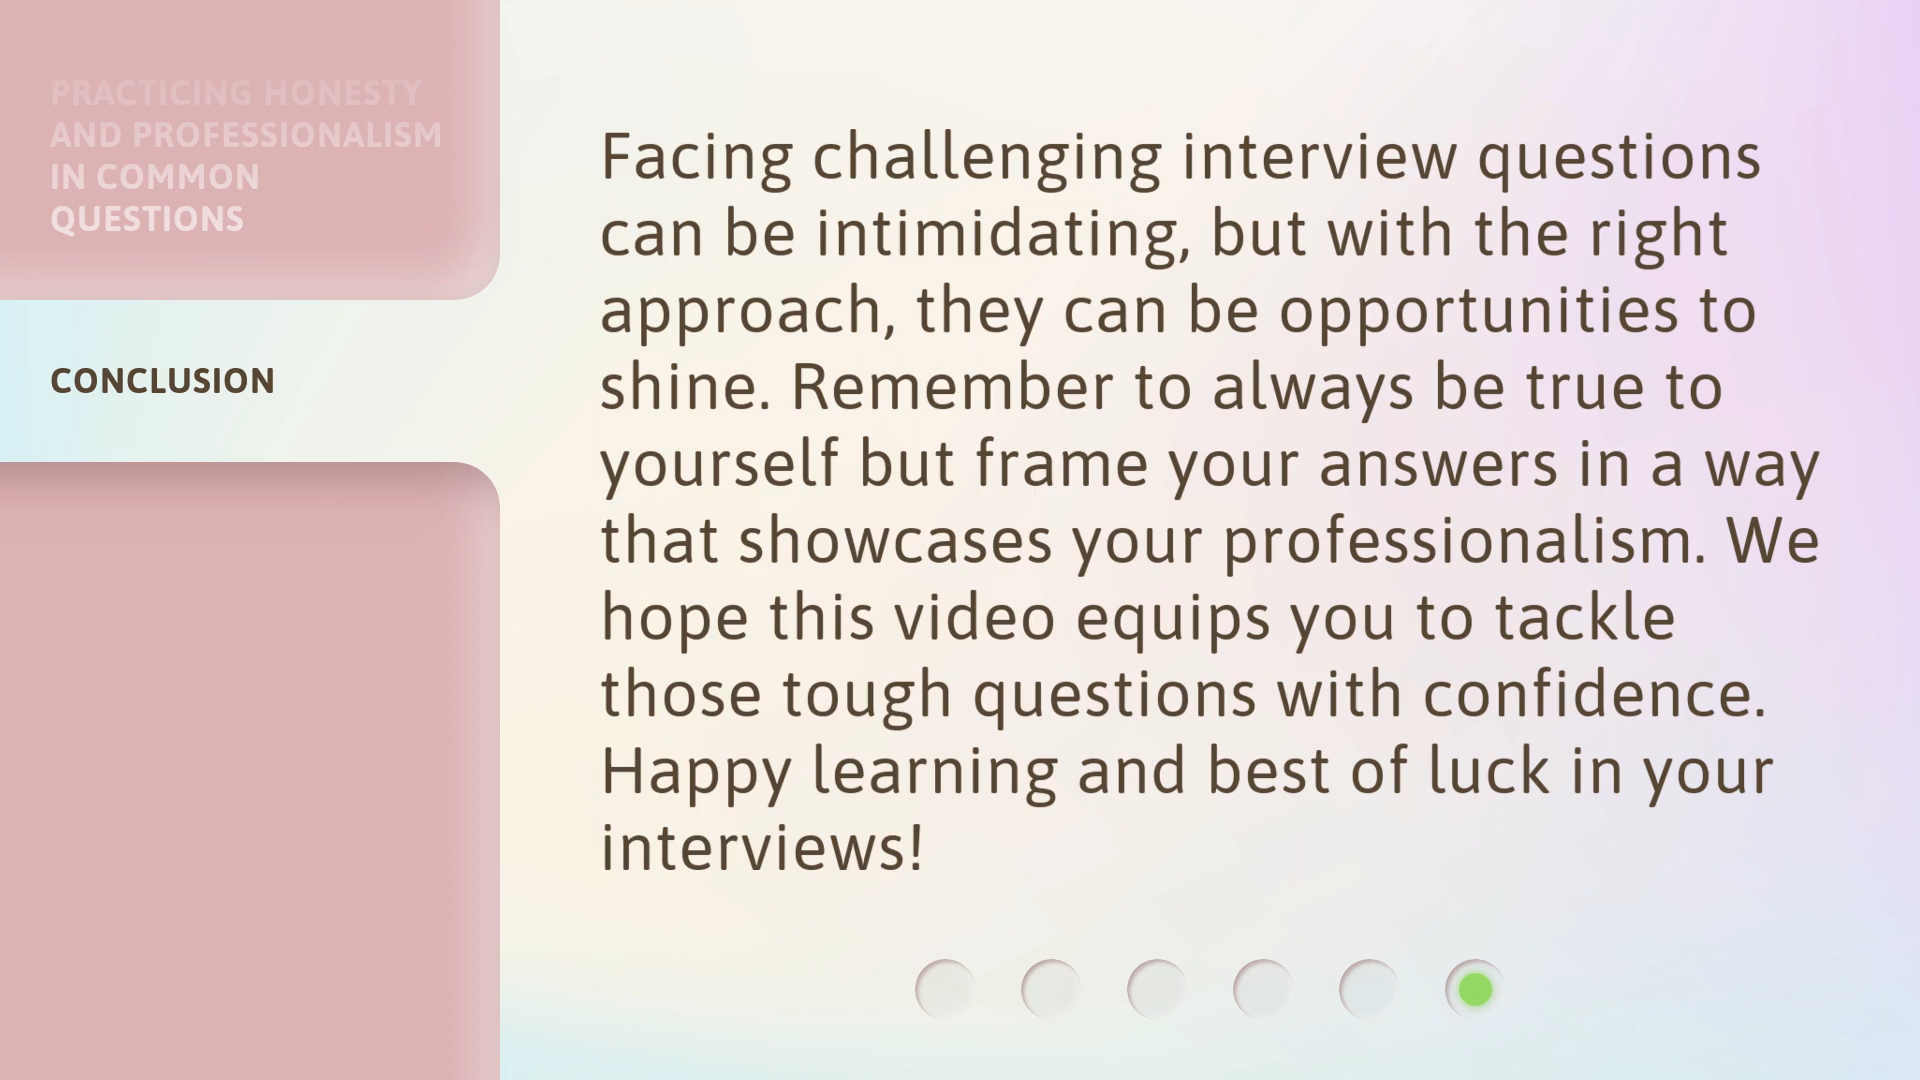 PRACTICING HONESTY
AND PROFESSIONALISM
IN COMMON
QUESTIONS
CONCLUSION
Facing challenging interview questions
can be intimidating, but with the right
approach, they can be opportunities to
shine. Remember to always be true to
yourself but frame your answers in a way
that showcases your professionalism. We
hope this video equips you to tackle
those tough questions with confidence.
Happy learning and best of luck in your
interviews!